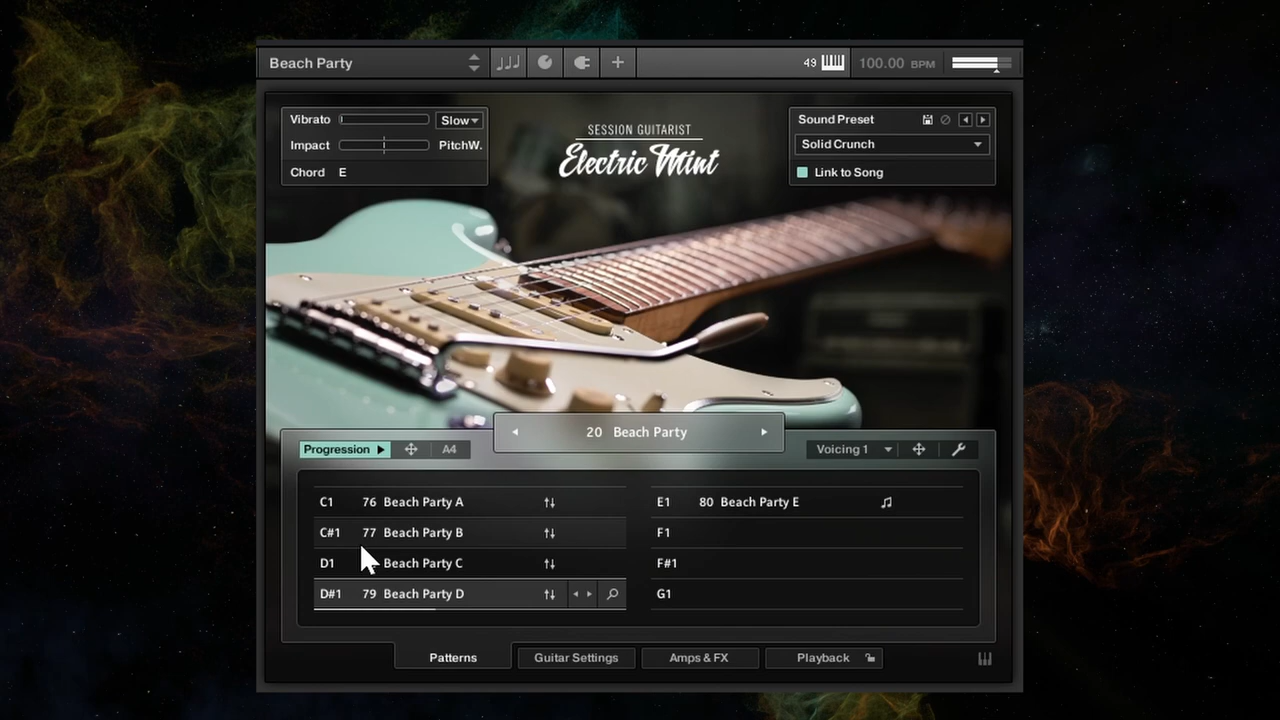 Beach Party
49
100.00 BPM
Vibrato
Slow
Impact
PitchW.
Chord E
SESSION GUITARIST
Electric Mint
Sound Preset
Solid Crunch
Link to Song
20 Beach Party
Progression
A4
Voicing 1
C1 76 Beach Party A
C#1 77 Beach Party B
D1 Beach Party C
D#1 79 Beach Party D
E1 80 Beach Party E
F1
F#1
G1
Patterns
Guitar Settings
Amps & FX
Playback